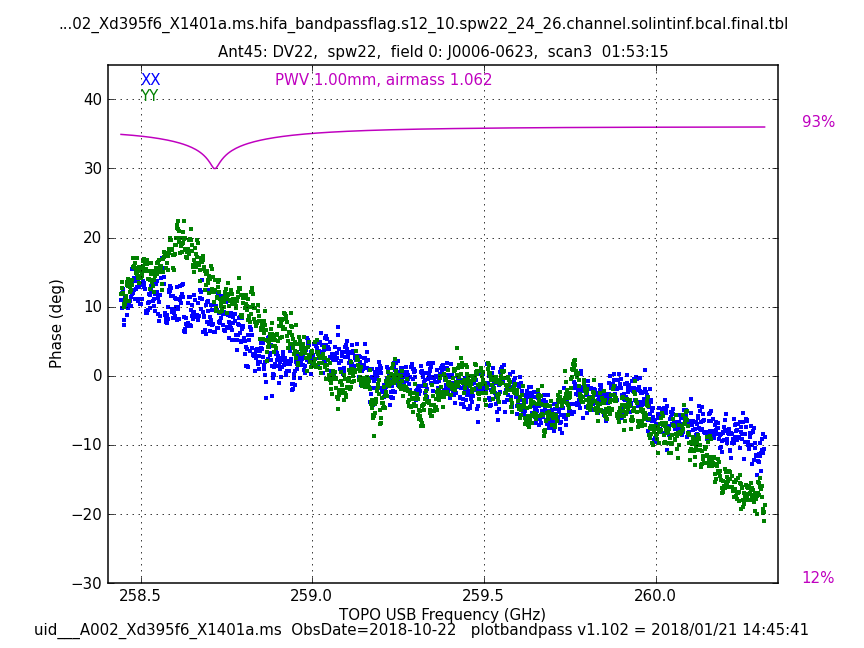 ...02_Xd395f6_X1401a.ms.hifa_bandpassflag.s12_10.spw22_24_26.channel.solintinf.bcal.final.tbl
Ant45: DV22,  spw22,  field 0: J0006-0623,  scan3  01:53:15
XX
PWV 1.00mm, airmass 1.062
YY
40
93%
30
20
10
0
−10
−20
−30
12%
Phase (deg)
258.5 259.0 259.5 260.0
TOPO USB Frequency (GHz)
uid___A002_Xd395f6_X1401a.ms  ObsDate=2018-10-22   plotbandpass v1.102 = 2018/01/21 14:45:41